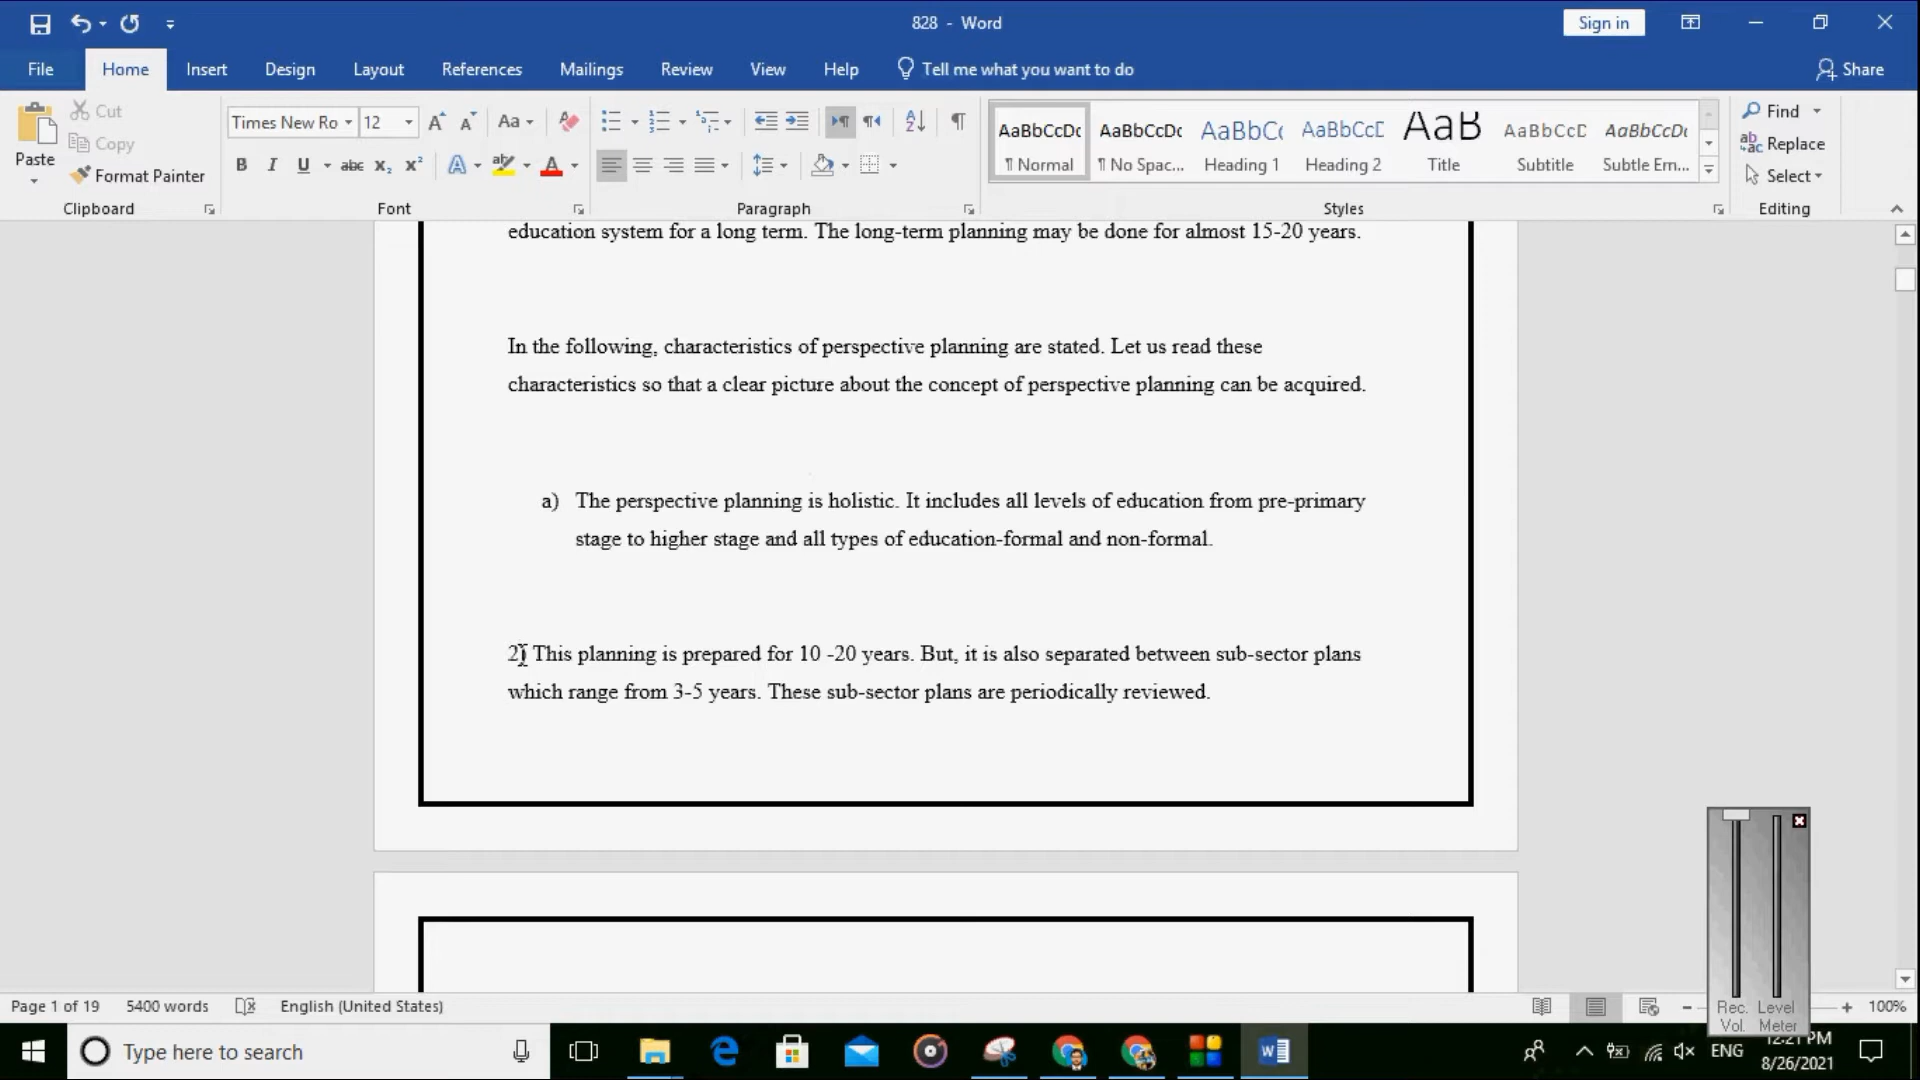 828 - Word
Sign in
File Home Insert Design Layout References Mailings Review View Help Tell me what you want to do Share
Paste
Cut
Copy
Format Painter
Clipboard
Times New Ro 12
Font
Paragraph
AaBbCcDc AaBbCcDc AaBbC( AaBbCcC AaB AaBbCcC AaBbCcDc
¶ Normal ¶ No Spac... Heading 1 Heading 2 Title Subtitle Subtle Em...
Styles
Find
Replace
Select
Editing
education system for a long term. The long-term planning may be done for almost 15-20 years.
In the following, characteristics of perspective planning are stated. Let us read these
characteristics so that a clear picture about the concept of perspective planning can be acquired.
a) The perspective planning is holistic. It includes all levels of education from pre-primary
stage to higher stage and all types of education-formal and non-formal.
2) This planning is prepared for 10 -20 years. But, it is also separated between sub-sector plans
which range from 3-5 years. These sub-sector plans are periodically reviewed.
Page 1 of 19 5400 words English (United States) 100%
Rec. Level
Vol. Meter
Type here to search
ENG
12:21 PM
8/26/2021